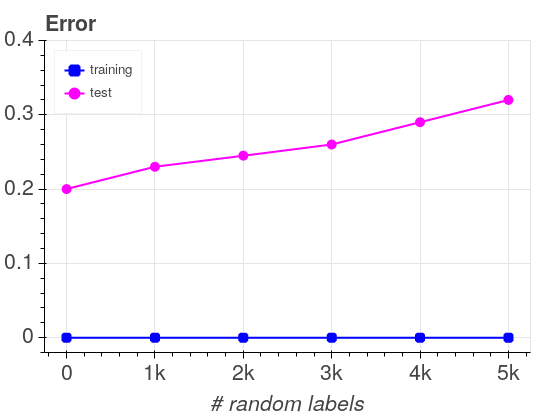 Error
0.4
training
test
0.3
0.2
0.1
0
0 1k 2k 3k 4k 5k
# random labels